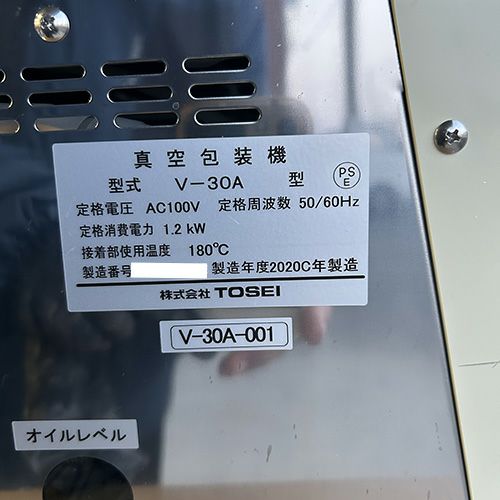 真空包装機
型式 V-30A 型 PSE
定格電圧 AC100V 定格周波数 50/60Hz
定格消費電力 1.2 kW
接着部使用温度 180℃
製造番号 製造年度2020C年製造
株式会社 TOSEI
V-30A-001
オイルレベル